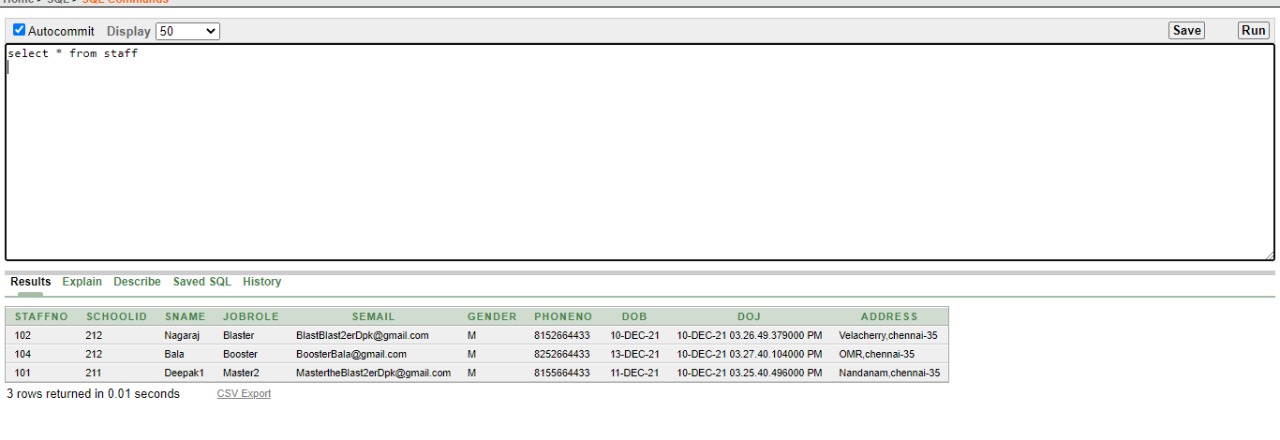 Home> SQL> SQL Commands
Autocommit Display 50 Save Run
select * from staff
Results Explain Describe Saved SQL History
STAFFNO SCHOOLID SNAME JOBROLE SEMAIL GENDER PHONENO DOB DOJ ADDRESS
102 212 Nagaraj Blaster BlastBlast2erDpk@gmail.com M 8152664433 10-DEC-21 10-DEC-21 03.26.49.379000 PM Velacherry,chennai-35
104 212 Bala Booster BoosterBala@gmail.com M 8252664433 13-DEC-21 10-DEC-21 03.27.40.104000 PM OMR,chennai-35
101 211 Deepak1 Master2 MastertheBlast2erDpk@gmail.com M 8155664433 11-DEC-21 10-DEC-21 03.25.40.496000 PM Nandanam,chennai-35
3 rows returned in 0.01 seconds CSV Export